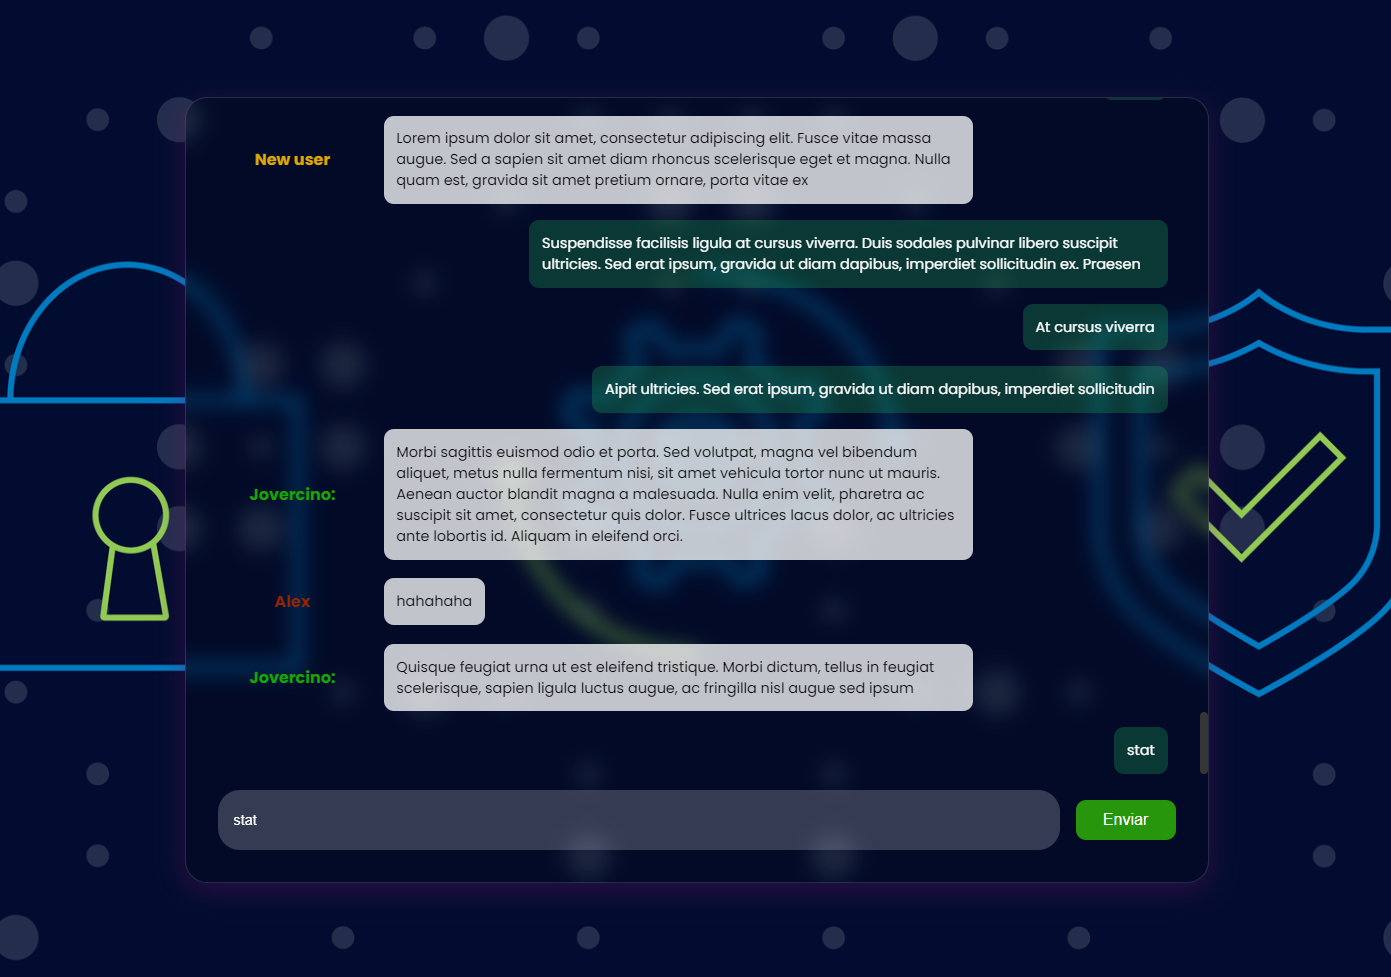 New user
Lorem ipsum dolor sit amet, consectetur adipiscing elit. Fusce vitae massa
augue. Sed a sapien sit amet diam rhoncus scelerisque eget et magna. Nulla
quam est, gravida sit amet pretium ornare, porta vitae ex
Suspendisse facilisis ligula at cursus viverra. Duis sodales pulvinar libero suscipit
ultricies. Sed erat ipsum, gravida ut diam dapibus, imperdiet sollicitudin ex. Praesen
At cursus viverra
Aipit ultricies. Sed erat ipsum, gravida ut diam dapibus, imperdiet sollicitudin
Jovercino:
Morbi sagittis euismod odio et porta. Sed volutpat, magna vel bibendum
aliquet, metus nulla fermentum nisi, sit amet vehicula tortor nunc ut mauris.
Aenean auctor blandit magna a malesuada. Nulla enim velit, pharetra ac
suscipit sit amet, consectetur quis dolor. Fusce ultrices lacus dolor, ac ultricies
ante lobortis id. Aliquam in eleifend orci.
Alex
hahahaha
Jovercino:
Quisque feugiat urna ut est eleifend tristique. Morbi dictum, tellus in feugiat
scelerisque, sapien ligula luctus augue, ac fringilla nisl augue sed ipsum
stat
stat
Enviar